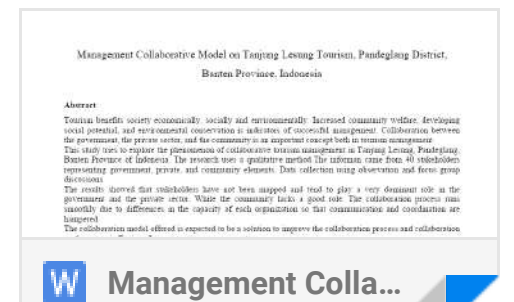 Management Collaborative Model on Tanjung Lesung Tourism, Pandeglang District,
Banten Province, Indonesia
Abstract
Tourism benefits society economically, socially and environmentally. Increased community welfare, developing
social potential, and environmental conservation is indicators of successful management. Collaboration between
the government, the private sector, and the community is an important concept both in tourism management.
This study tries to explore the phenomenon of collaborative tourism management in Tanjung Lesung, Pandeglang,
Banten Province of Indonesia. The research uses a qualitative method The informan came from 40 stakeholders
representing government, private, and community elements. Data collection using observation and focus group
discussions.
The results showed that stakeholders have not been mapped and tend to play a very dominant role in the
government and the private sector. While the community lacks a good role. The collaboration process runs
smoothly due to differences in the capacity of each organization so that communication and coordination are
hampered.
The collaboration model offered is expected to be a solution to improve the collaboration process and collaboration
W Management Colla...